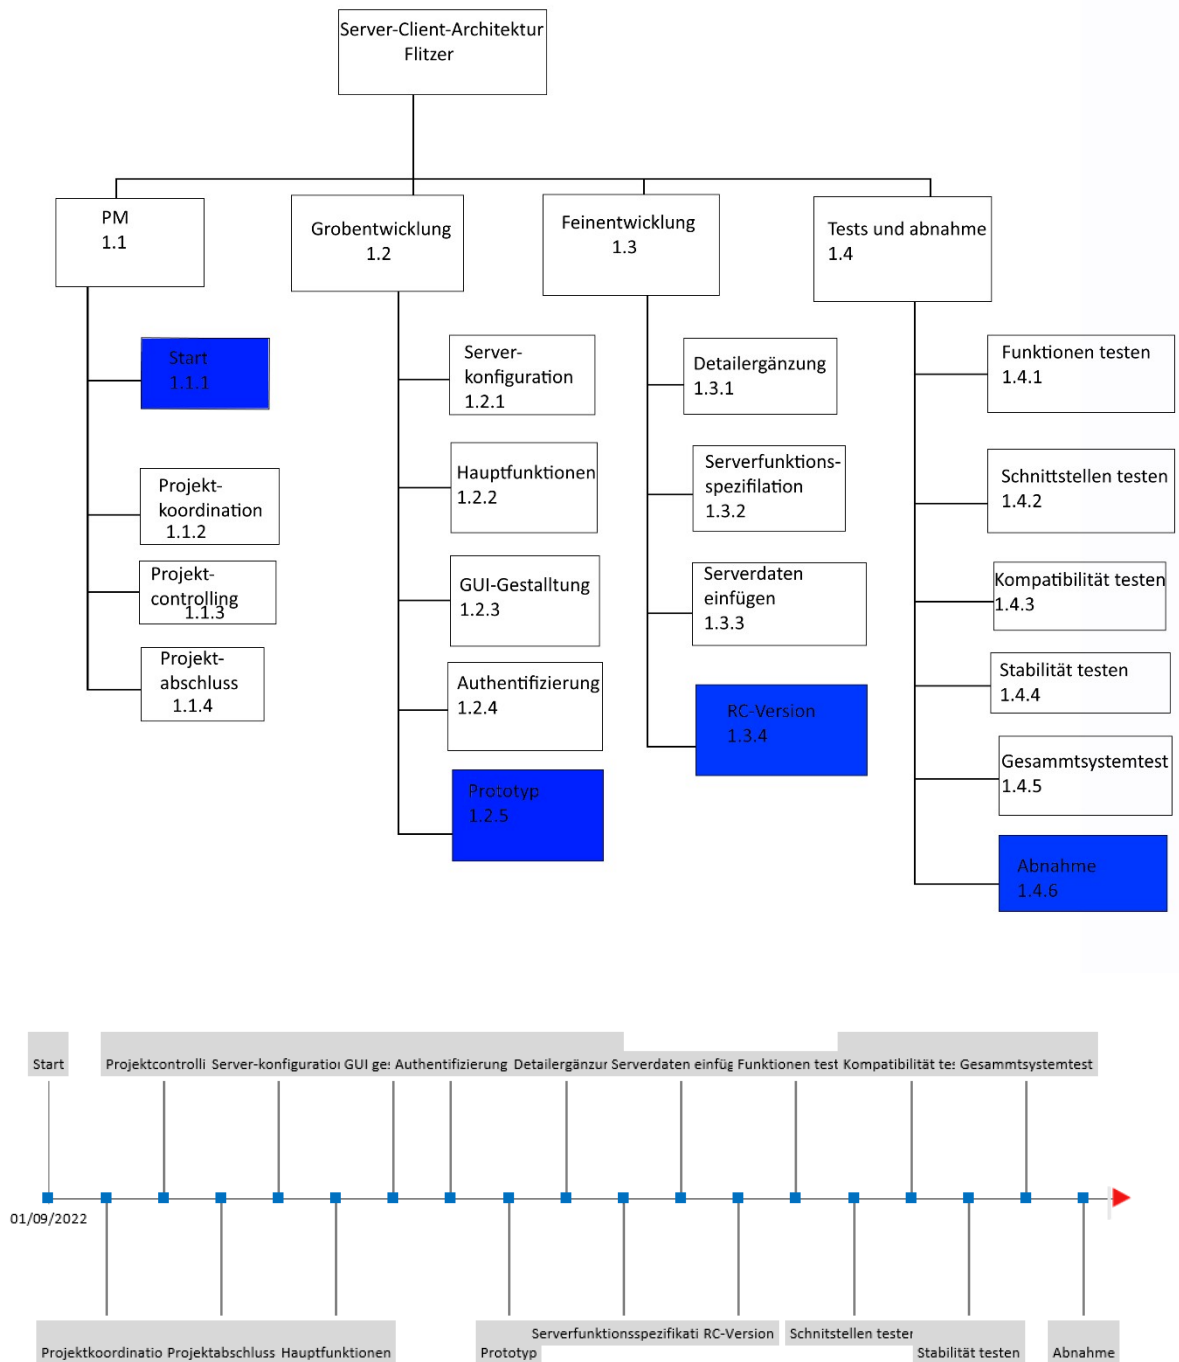 Server-Client-Architektur
Flitzer
PM
1.1
Grobentwicklung
1.2
Feinentwicklung
1.3
Tests und abnahme
1.4
Start
1.1.1
Projekt-
koordination
1.1.2
Projekt-
controlling
1.1.3
Projekt-
abschluss
1.1.4
Server-
konfiguration
1.2.1
Hauptfunktionen
1.2.2
GUI-Gestalltung
1.2.3
Authentifizierung
1.2.4
Prototyp
1.2.5
Detailergänzung
1.3.1
Serverfunktions-
spezifilation
1.3.2
Serverdaten
einfügen
1.3.3
RC-Version
1.3.4
Funktionen testen
1.4.1
Schnittstellen testen
1.4.2
Kompatibilität testen
1.4.3
Stabilität testen
1.4.4
Gesammtsystemtest
1.4.5
Abnahme
1.4.6
Start
Projektcontrolli
Server-konfiguration
GUI ges
Authentifizierung
Detailergänzur
Serverdaten einfüg
Funktionen test
Kompatibilität tes
Gesammtsystemtest
01/09/2022
Projektkoordinatio
Projektabschluss
Hauptfunktionen
Prototyp
Serverfunktionsspezifikati
RC-Version
Schnitstellen tester
Stabilität testen
Abnahme